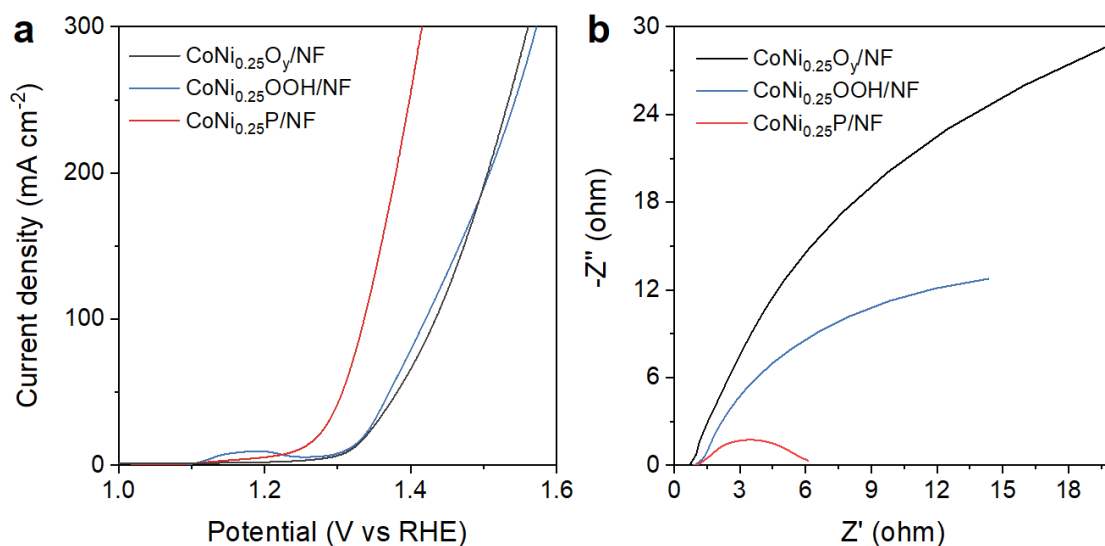 a
300
200
100
0
Current density (mA cm⁻²)
CoNi₀.₂₅Oᵧ/NF
CoNi₀.₂₅OOH/NF
CoNi₀.₂₅P/NF
1.0 1.2 1.4 1.6
Potential (V vs RHE)
b
30
24
18
12
6
0
-Z" (ohm)
CoNi₀.₂₅Oᵧ/NF
CoNi₀.₂₅OOH/NF
CoNi₀.₂₅P/NF
0 3 6 9 12 15 18
Z' (ohm)